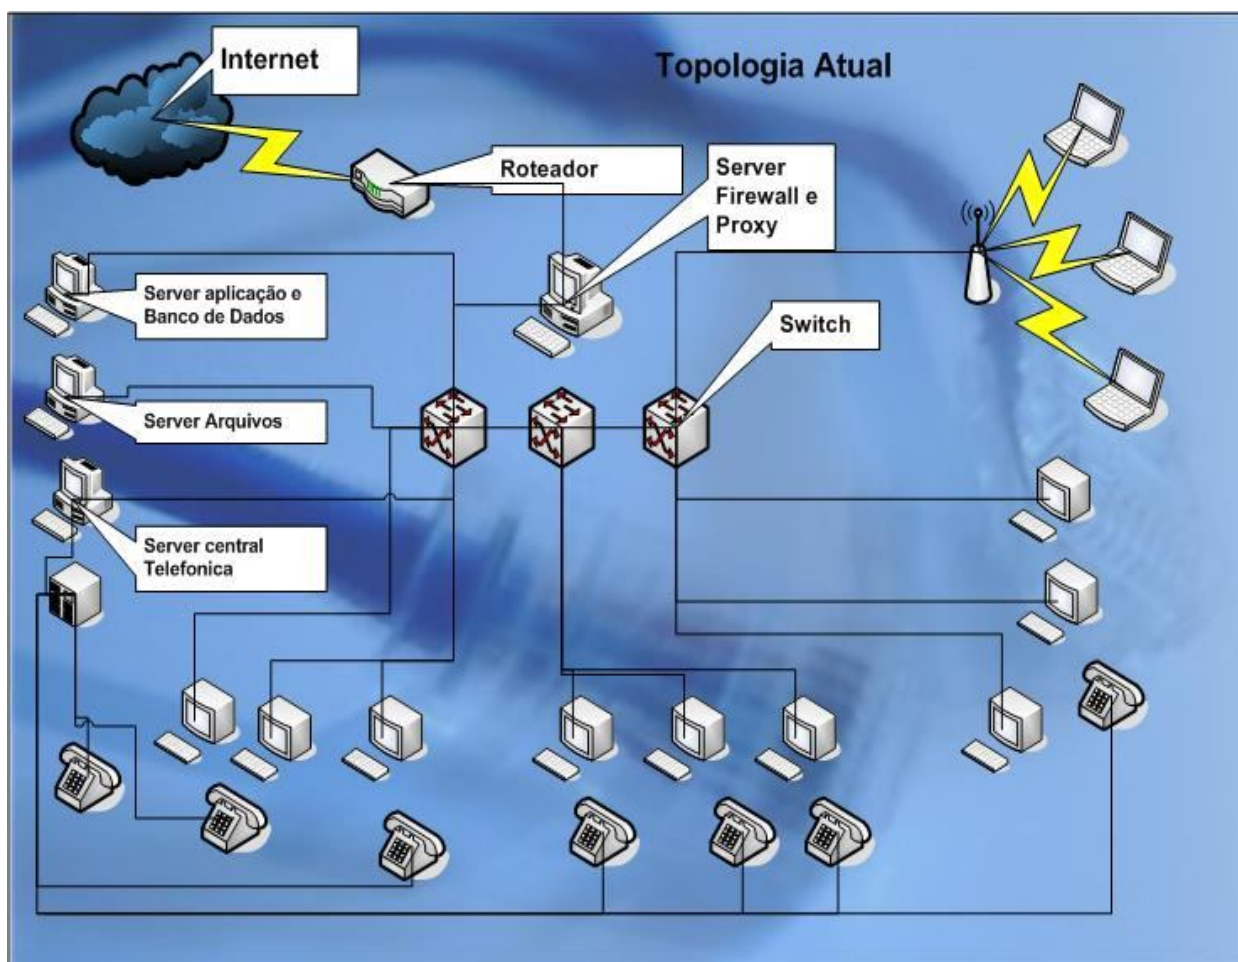 Internet
Topologia Atual
Roteador
Server
Firewall e
Proxy
Server aplicação e
Banco de Dados
Switch
Server Arquivos
Server central
Telefonica